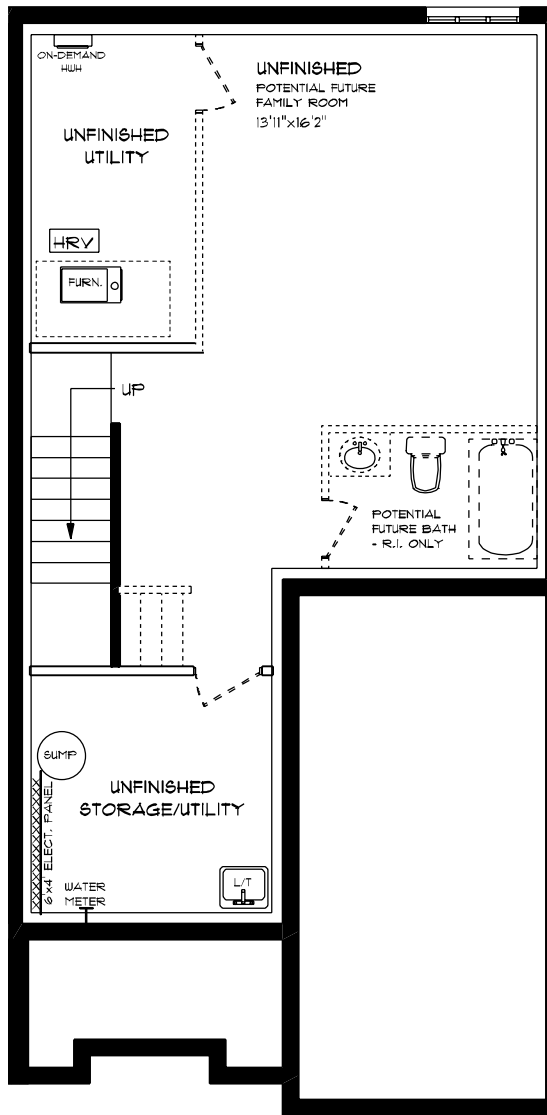 ON-DEMAND
HWH
UNFINISHED
POTENTIAL FUTURE
FAMILY ROOM
13'11"x16'2"
UNFINISHED
UTILITY
HRV
FURN.
UP
POTENTIAL
FUTURE BATH
- R.I. ONLY
SUMP
UNFINISHED
STORAGE/UTILITY
6'x4' ELECT. PANEL
WATER
METER
L/T